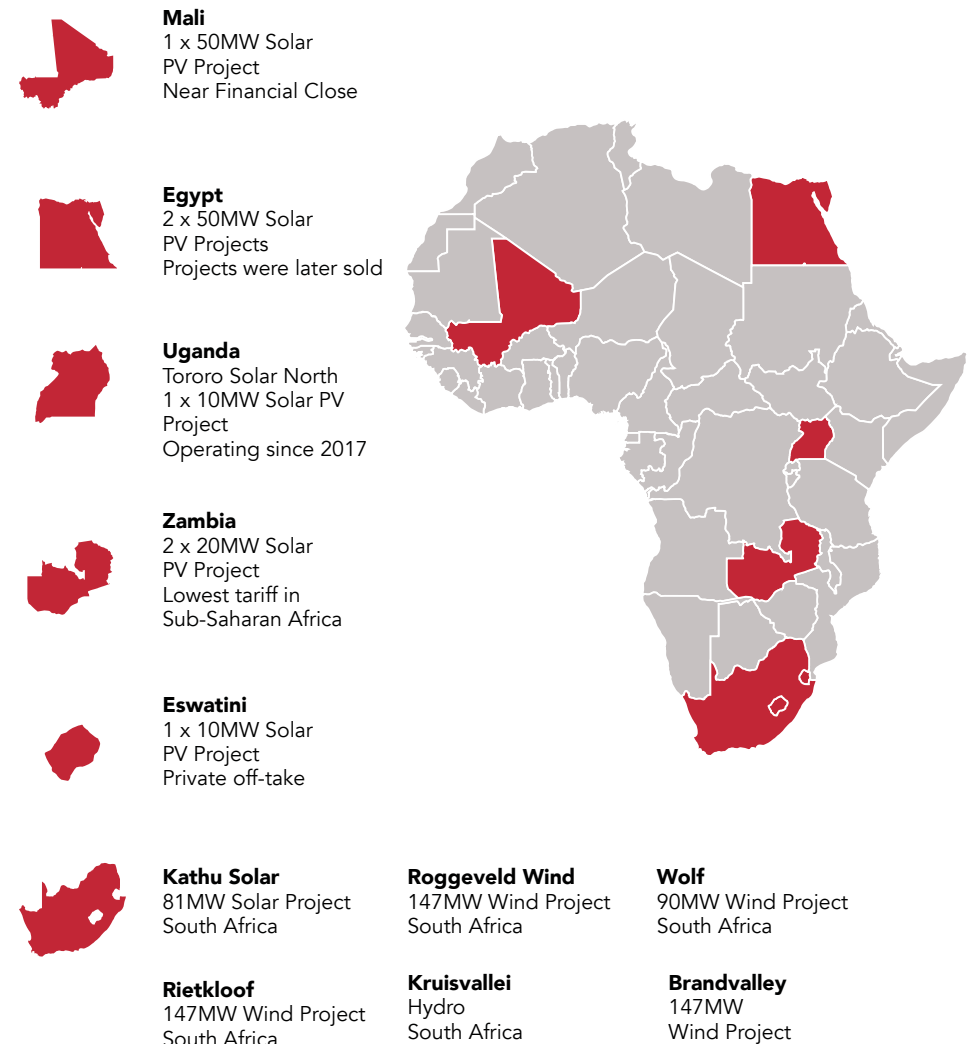 Mali
1 x 50MW Solar
PV Project
Near Financial Close
Egypt
2 x 50MW Solar
PV Projects
Projects were later sold
Uganda
Tororo Solar North
1 x 10MW Solar PV
Project
Operating since 2017
Zambia
2 x 20MW Solar
PV Project
Lowest tariff in
Sub-Saharan Africa
Eswatini
1 x 10MW Solar
PV Project
Private off-take
Kathu Solar
81MW Solar Project
South Africa
Roggeveld Wind
147MW Wind Project
South Africa
Wolf
90MW Wind Project
South Africa
Rietkloof
147MW Wind Project
South Africa
Kruisvallei
Hydro
South Africa
Brandvalley
147MW
Wind Project